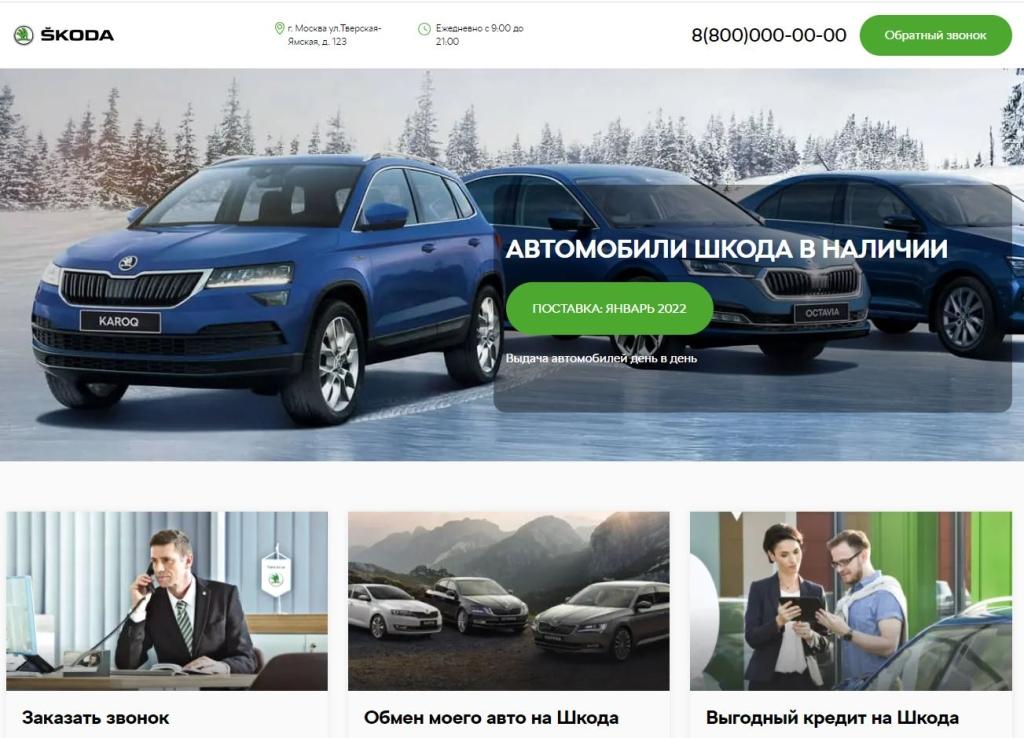 ŠKODA
г. Москва ул.Тверская-
Ямская, д. 123
Ежедневно с 9:00 до
21:00
8(800)000-00-00
Обратный звонок
АВТОМОБИЛИ ШКОДА В НАЛИЧИИ
ПОСТАВКА: ЯНВАРЬ 2022
Выдача автомобилей день в день
KAROQ
OCTAVIA
Заказать звонок
Обмен моего авто на Шкода
Выгодный кредит на Шкода